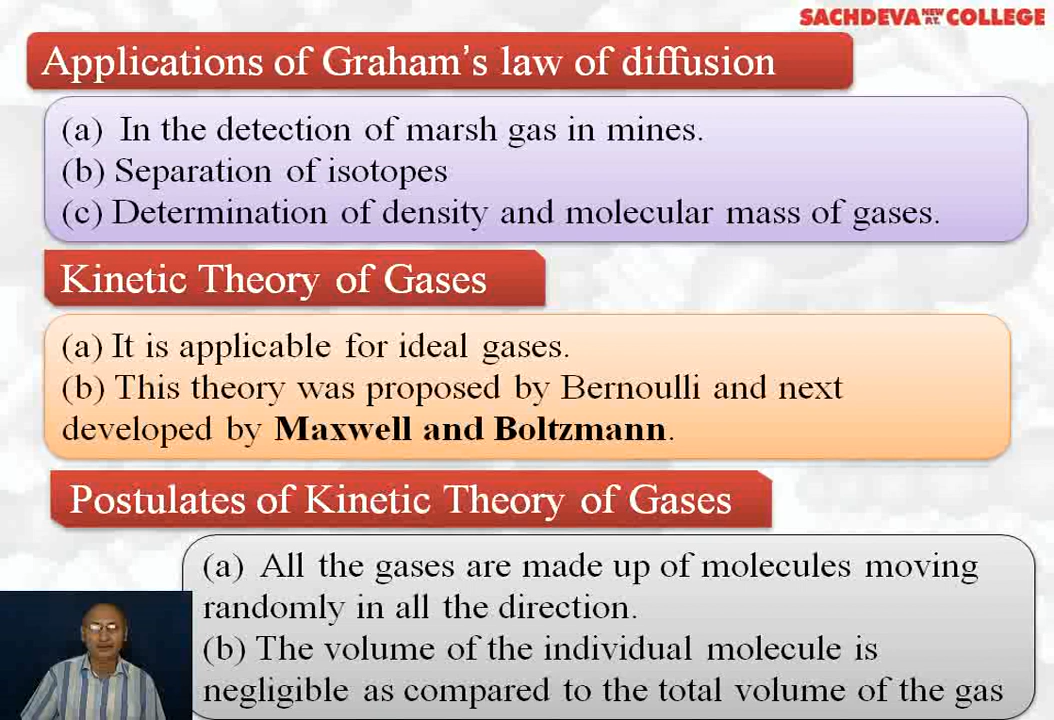 SACHDEVA NEW P.T. COLLEGE
Applications of Graham's law of diffusion
(a) In the detection of marsh gas in mines.
(b) Separation of isotopes
(c) Determination of density and molecular mass of gases.
Kinetic Theory of Gases
(a) It is applicable for ideal gases.
(b) This theory was proposed by Bernoulli and next
developed by Maxwell and Boltzmann.
Postulates of Kinetic Theory of Gases
(a) All the gases are made up of molecules moving
randomly in all the direction.
(b) The volume of the individual molecule is
negligible as compared to the total volume of the gas